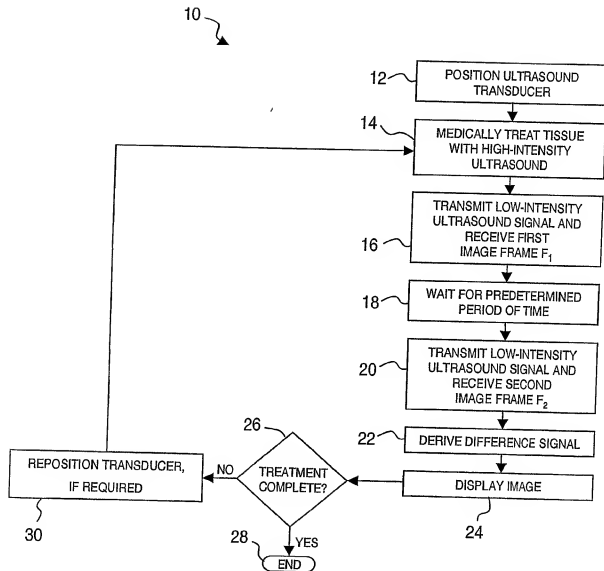 10
12
POSITION ULTRASOUND
TRANSDUCER
14
MEDICALLY TREAT TISSUE
WITH HIGH-INTENSITY
ULTRASOUND
16
TRANSMIT LOW-INTENSITY
ULTRASOUND SIGNAL AND
RECEIVE FIRST
IMAGE FRAME F₁
18
WAIT FOR PREDETERMINED
PERIOD OF TIME
20
TRANSMIT LOW-INTENSITY
ULTRASOUND SIGNAL AND
RECEIVE SECOND
IMAGE FRAME F₂
22
DERIVE DIFFERENCE SIGNAL
DISPLAY IMAGE
24
26
TREATMENT
COMPLETE?
NO
YES
REPOSITION TRANSDUCER,
IF REQUIRED
30
28
END